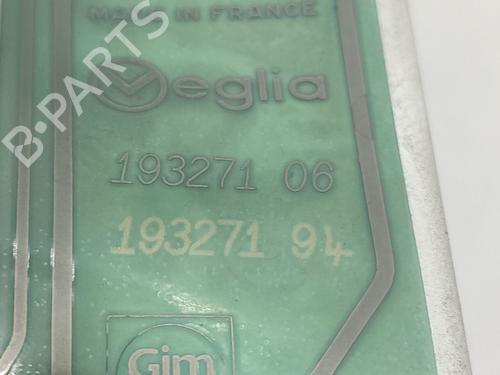 MADE IN FRANCE
Veglia
193271 06
193271 94
Gim
B-PARTS